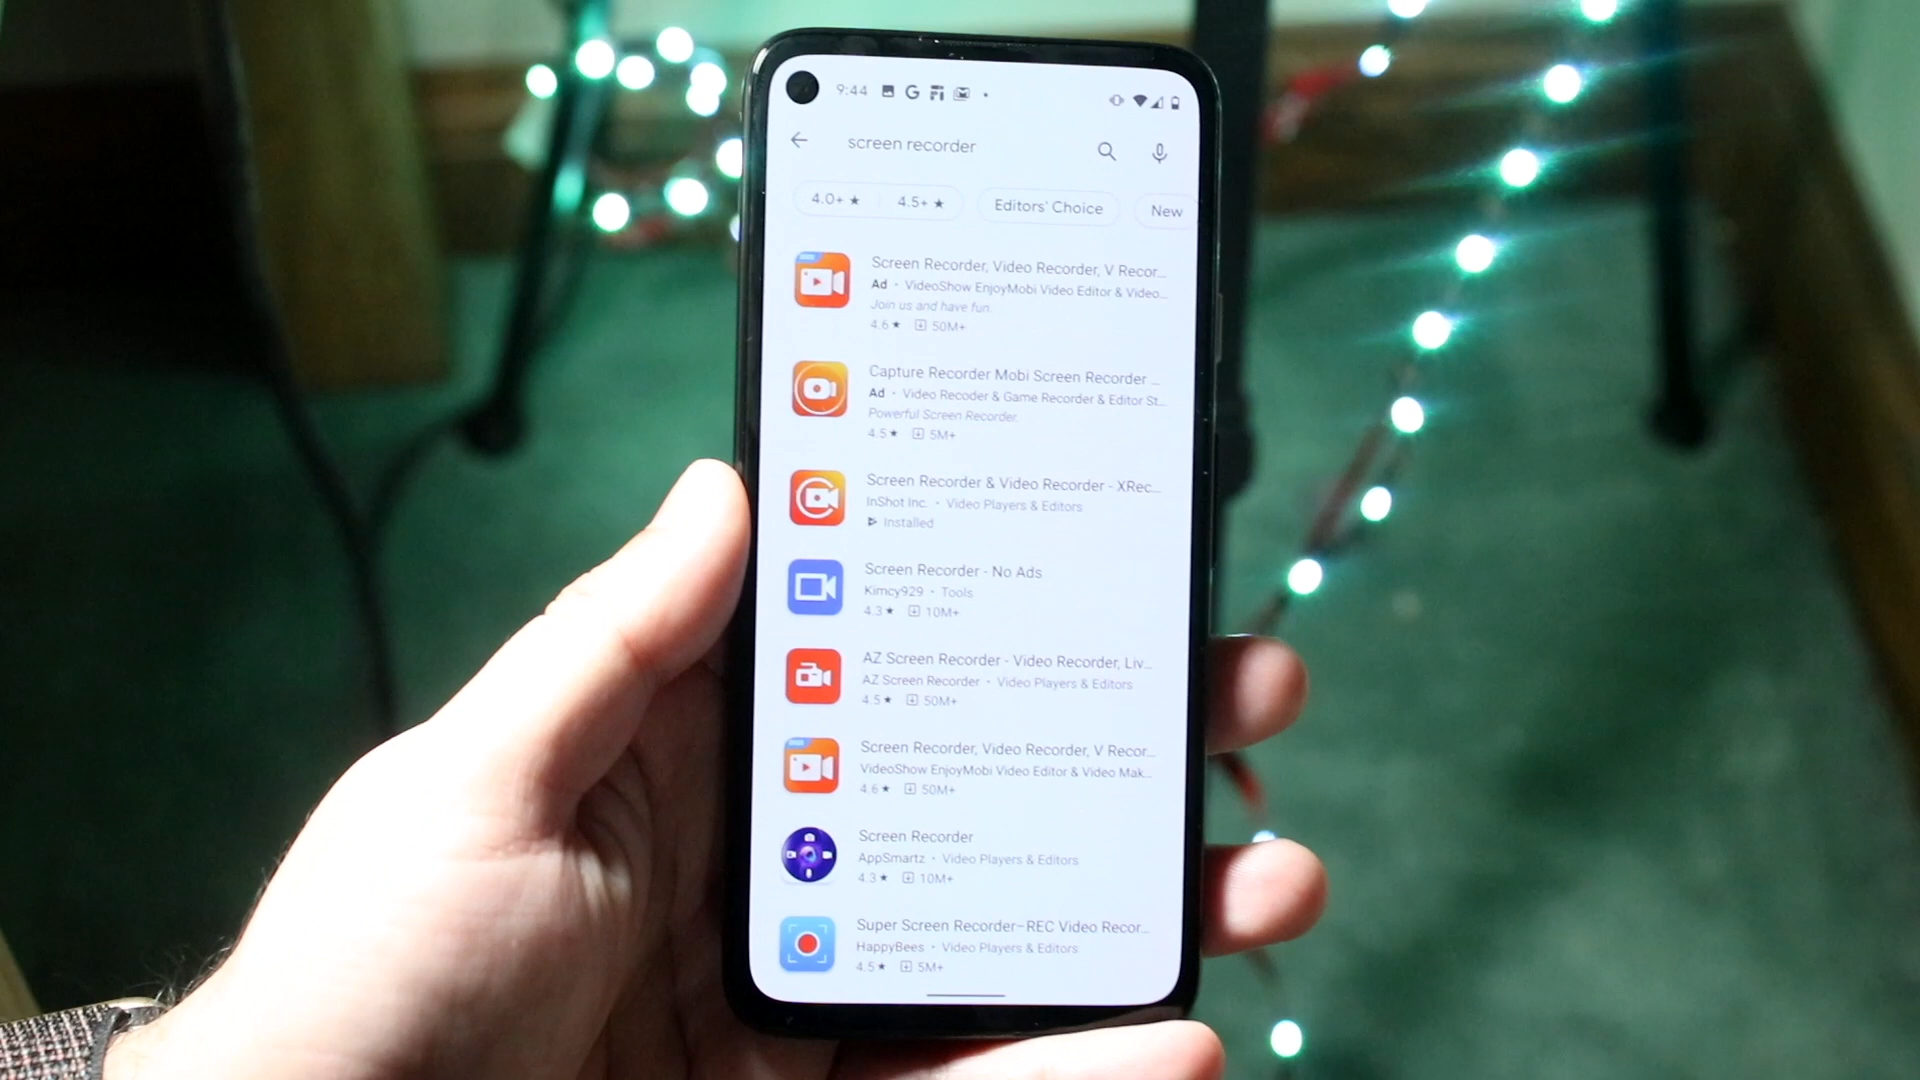 9:44
screen recorder
4.0+ ★ 4.5+ ★ Editors' Choice New
Screen Recorder, Video Recorder, V Recor...
Ad • VideoShow EnjoyMobi Video Editor & Video...
Join us and have fun.
4.6 ★ 50M+
Capture Recorder Mobi Screen Recorder ...
Ad • Video Recoder & Game Recorder & Editor St...
Powerful Screen Recorder.
4.5 ★ 5M+
Screen Recorder & Video Recorder - XRec...
InShot Inc. • Video Players & Editors
Installed
Screen Recorder - No Ads
Kimcy929 • Tools
4.3 ★ 10M+
AZ Screen Recorder - Video Recorder, Liv...
AZ Screen Recorder • Video Players & Editors
4.5 ★ 50M+
Screen Recorder, Video Recorder, V Recor...
VideoShow EnjoyMobi Video Editor & Video Mak...
4.6 ★ 50M+
Screen Recorder
AppSmartz • Video Players & Editors
4.3 ★ 10M+
Super Screen Recorder–REC Video Recor...
HappyBees • Video Players & Editors
4.5 ★ 5M+